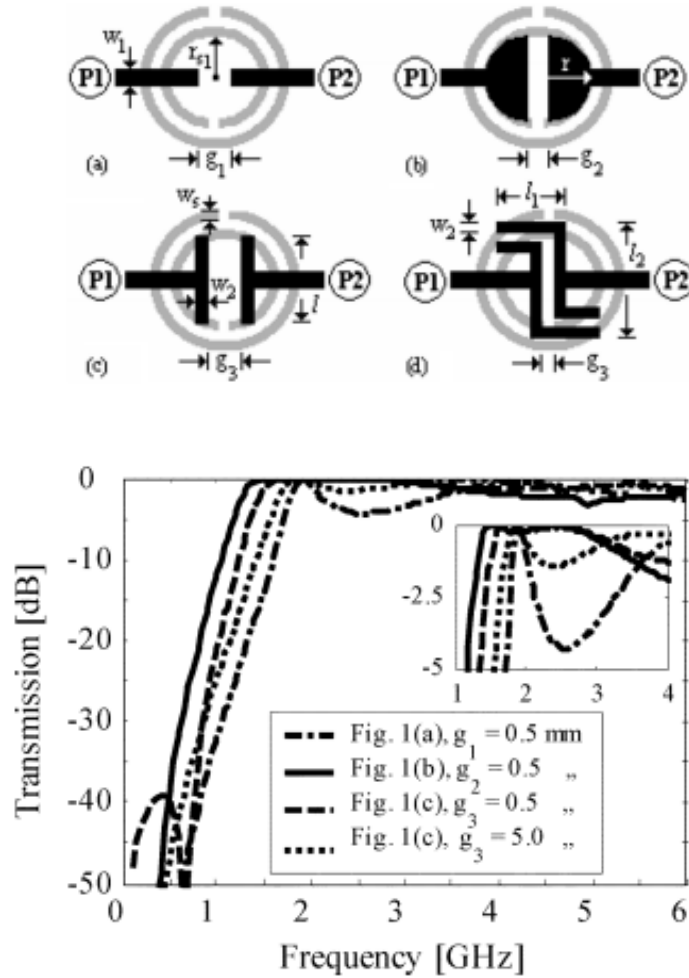 w1
rs1
P1
P2
(a)
g1
P1
r
P2
(b)
g2
ws
P1
w2
P2
l
(c)
g3
l1
w2
l2
P1
P2
(d)
g3
Transmission [dB]
0
-10
-20
-30
-40
-50
0
-2.5
-5
1 2 3 4
Fig. 1(a), g1 = 0.5 mm
Fig. 1(b), g2 = 0.5 „
Fig. 1(c), g3 = 0.5 „
Fig. 1(c), g3 = 5.0 „
0 1 2 3 4 5 6
Frequency [GHz]